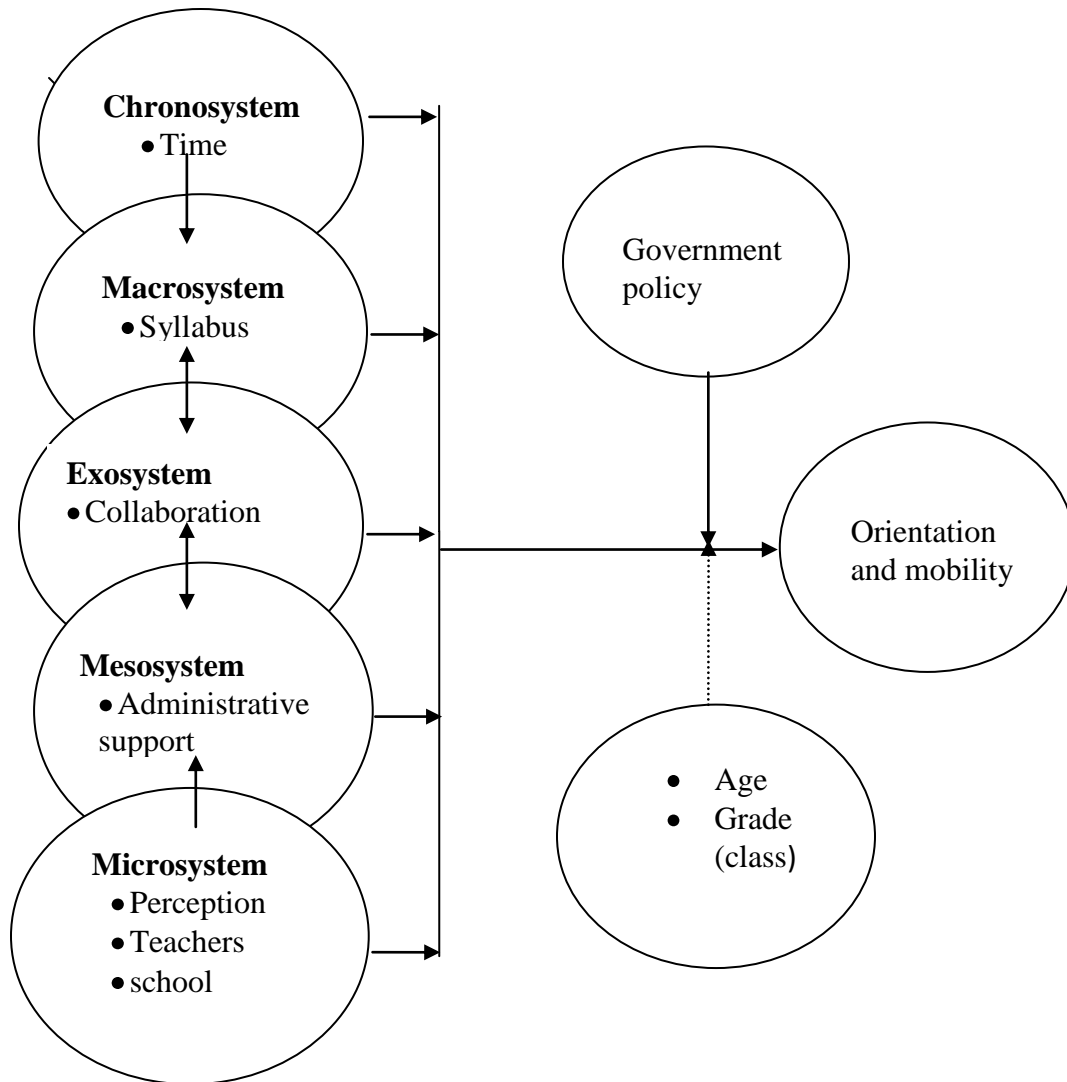 Chronosystem
• Time
Macrosystem
• Syllabus
Exosystem
• Collaboration
Mesosystem
• Administrative
support
Microsystem
• Perception
• Teachers
• school
Government
policy
Orientation
and mobility
• Age
• Grade
(class)